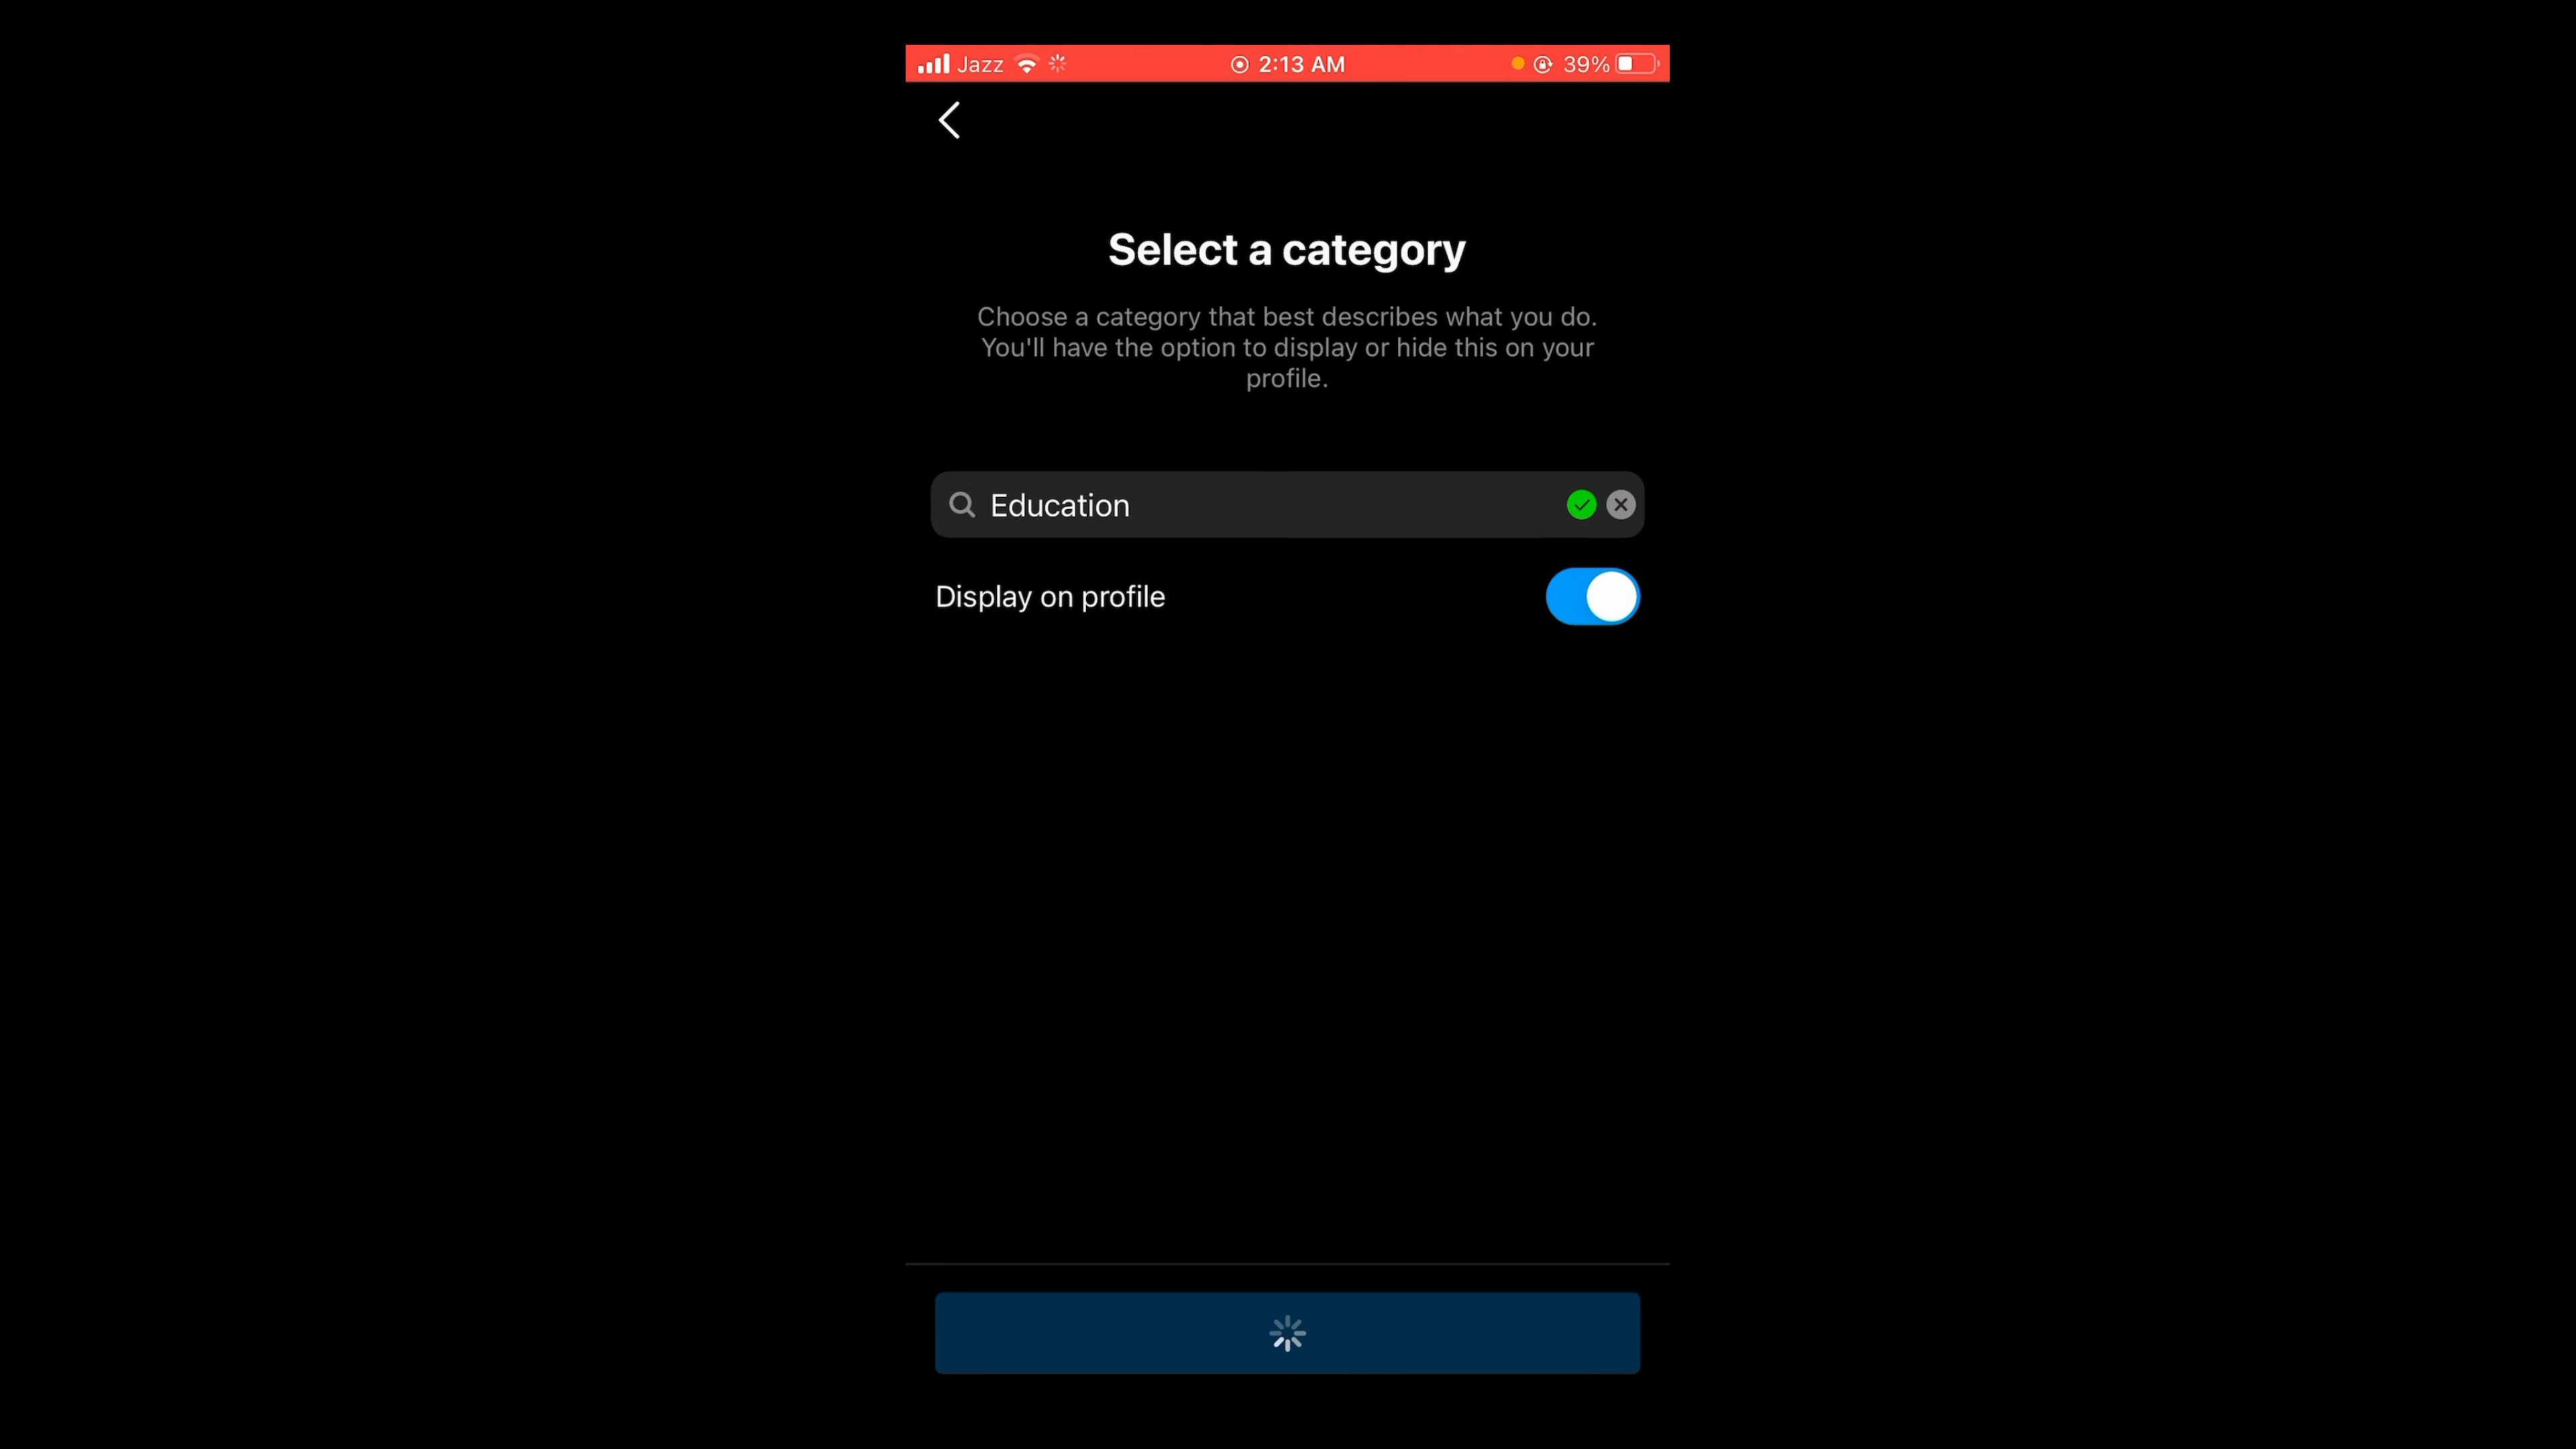 Jazz 2:13 AM 39%
Select a category
Choose a category that best describes what you do.
You'll have the option to display or hide this on your
profile.
Education
Display on profile